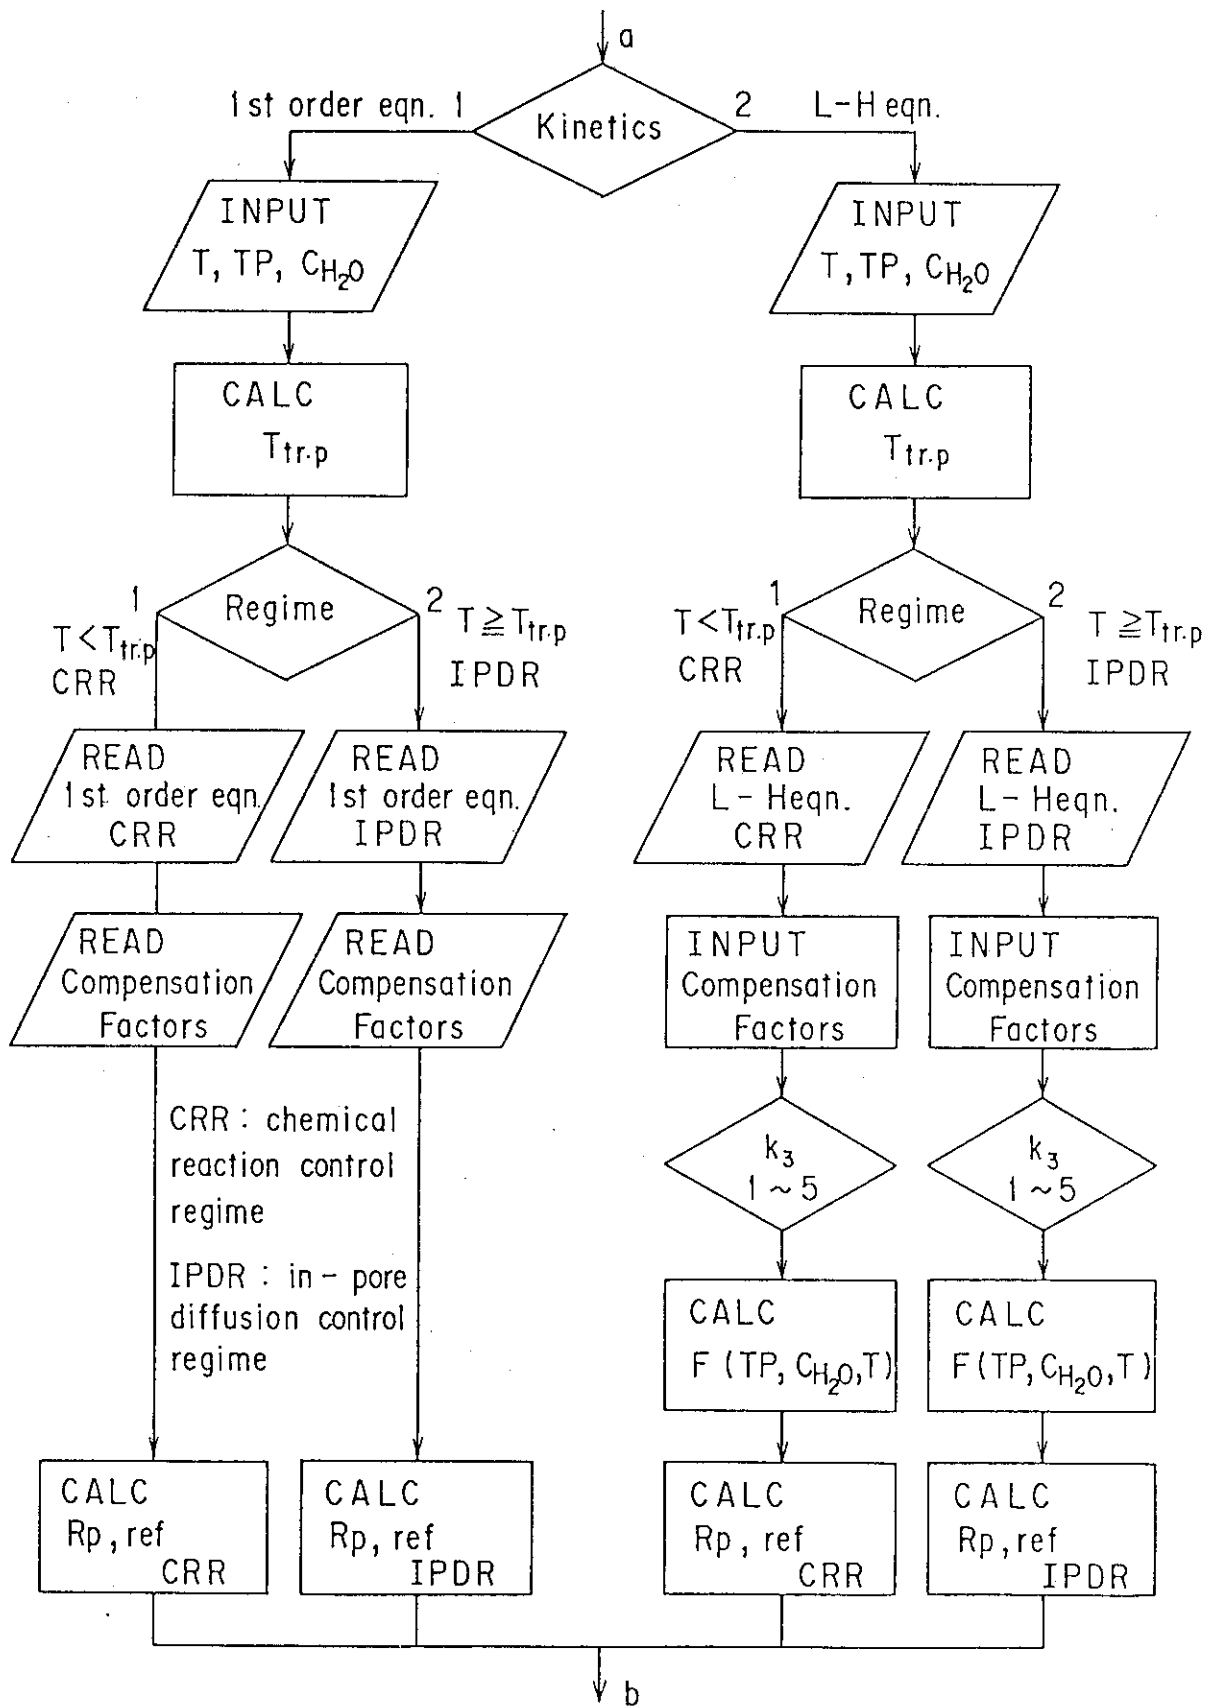 a
1st order eqn. 1
Kinetics
2 L-H eqn.
INPUT
T, TP, C_H₂O
INPUT
T, TP, C_H₂O
CALC
Ttr.p
CALC
Ttr.p
Regime
1
T < Ttr.p
CRR
2
T ≧ Ttr.p
IPDR
Regime
1
T < Ttr.p
CRR
2
T ≧ Ttr.p
IPDR
READ
1st order eqn.
CRR
READ
1st order eqn.
IPDR
READ
L-Heqn.
CRR
READ
L-Heqn.
IPDR
READ
Compensation
Factors
READ
Compensation
Factors
INPUT
Compensation
Factors
INPUT
Compensation
Factors
CRR : chemical
reaction control
regime
IPDR : in-pore
diffusion control
regime
k₃
1 ~ 5
k₃
1 ~ 5
CALC
F (TP, C_H₂O, T)
CALC
F (TP, C_H₂O, T)
CALC
Rp, ref
CRR
CALC
Rp, ref
IPDR
CALC
Rp, ref
CRR
CALC
Rp, ref
IPDR
b